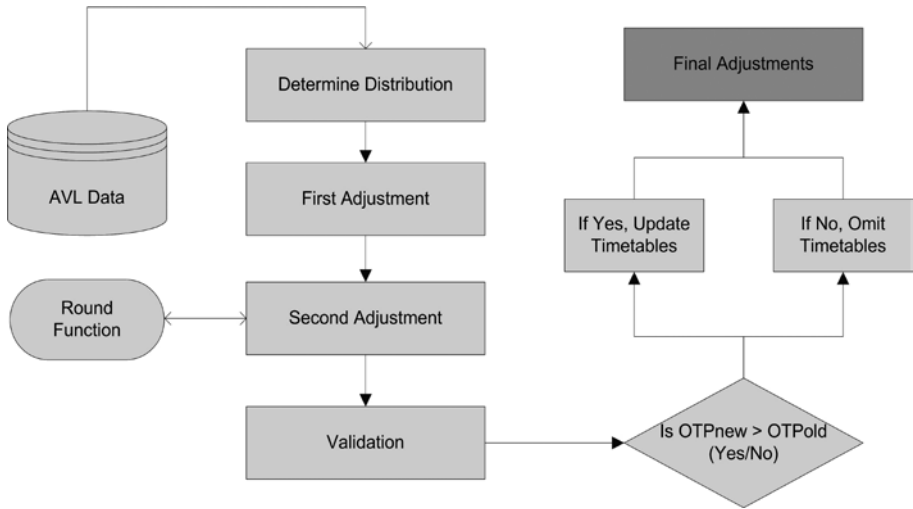 Determine Distribution
AVL Data
First Adjustment
Round
Function
Second Adjustment
Validation
Is OTPnew > OTPold
(Yes/No)
If Yes, Update
Timetables
If No, Omit
Timetables
Final Adjustments